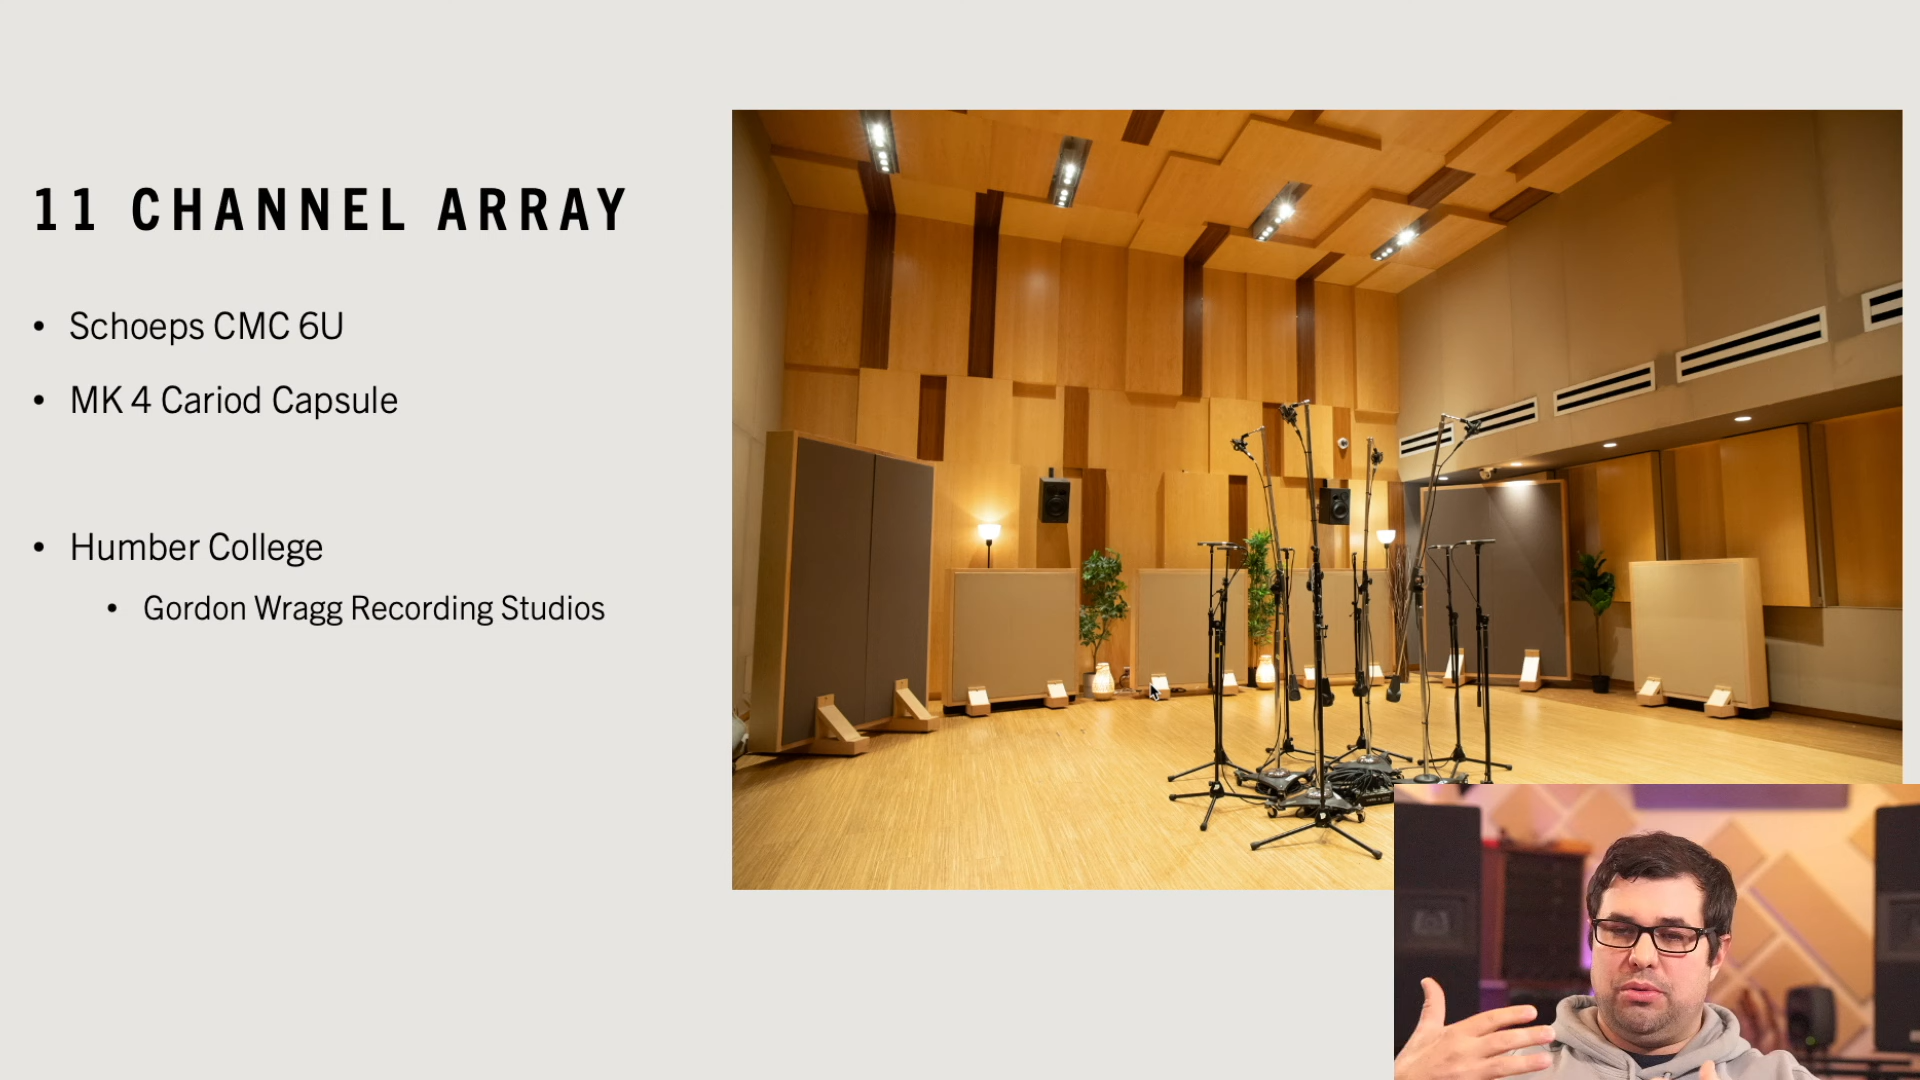 11 CHANNEL ARRAY
• Schoeps CMC 6U
• MK 4 Cariod Capsule
• Humber College
• Gordon Wragg Recording Studios